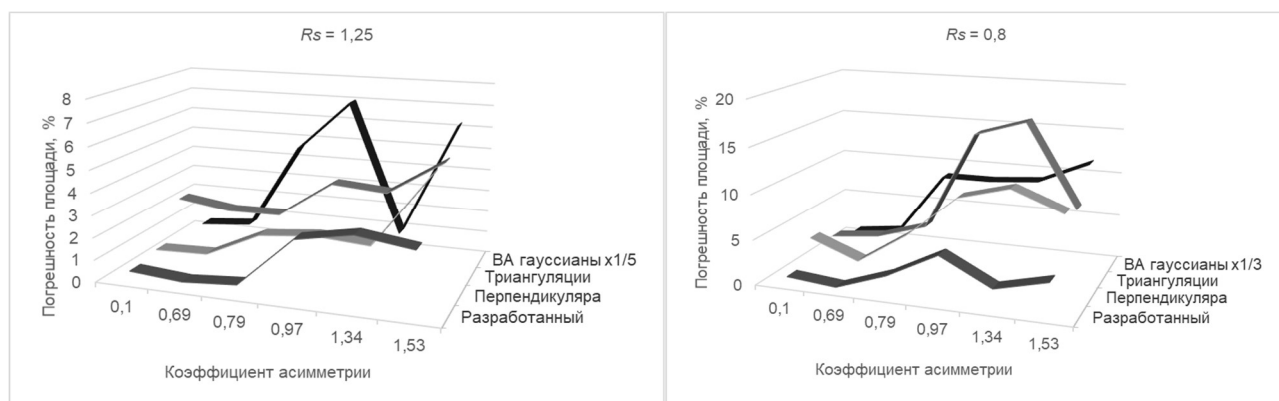 Rs = 1,25
Погрешность площади, %
8
7
6
5
4
3
2
1
0
0,1
0,69
0,79
0,97
1,34
1,53
ВА гауссианы x1/5
Триангуляции
Перпендикуляра
Разработанный
Коэффициент асимметрии
Rs = 0,8
Погрешность площади, %
20
15
10
5
0
0,1
0,69
0,79
0,97
1,34
1,53
ВА гауссианы x1/3
Триангуляции
Перпендикуляра
Разработанный
Коэффициент асимметрии